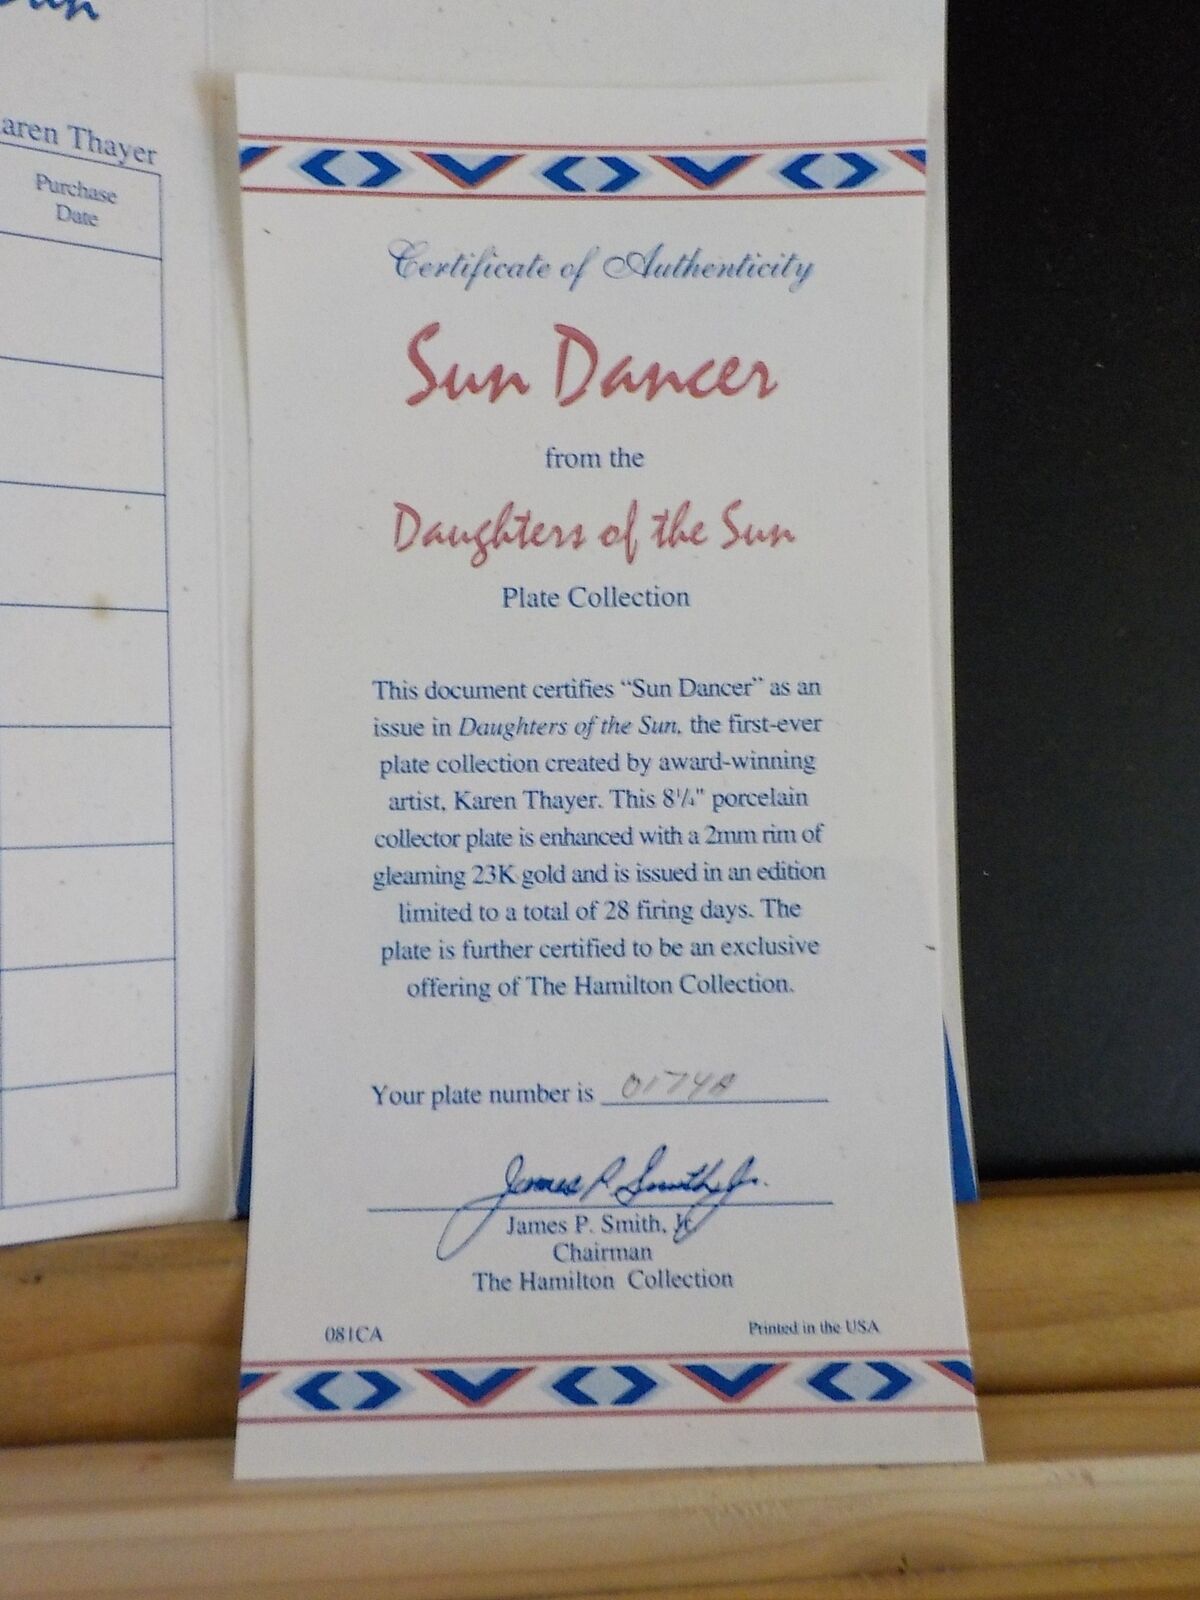 Thayer
Purchase
Date
Certificate of Authenticity
Sun Dancer
from the
Daughters of the Sun
Plate Collection
This document certifies “Sun Dancer” as an
issue in Daughters of the Sun, the first-ever
plate collection created by award-winning
artist, Karen Thayer. This 8¼" porcelain
collector plate is enhanced with a 2mm rim of
gleaming 23K gold and is issued in an edition
limited to a total of 28 firing days. The
plate is further certified to be an exclusive
offering of The Hamilton Collection.
Your plate number is 0174A
James P. Smith, Jr.
James P. Smith, Jr.
Chairman
The Hamilton Collection
081CA
Printed in the USA